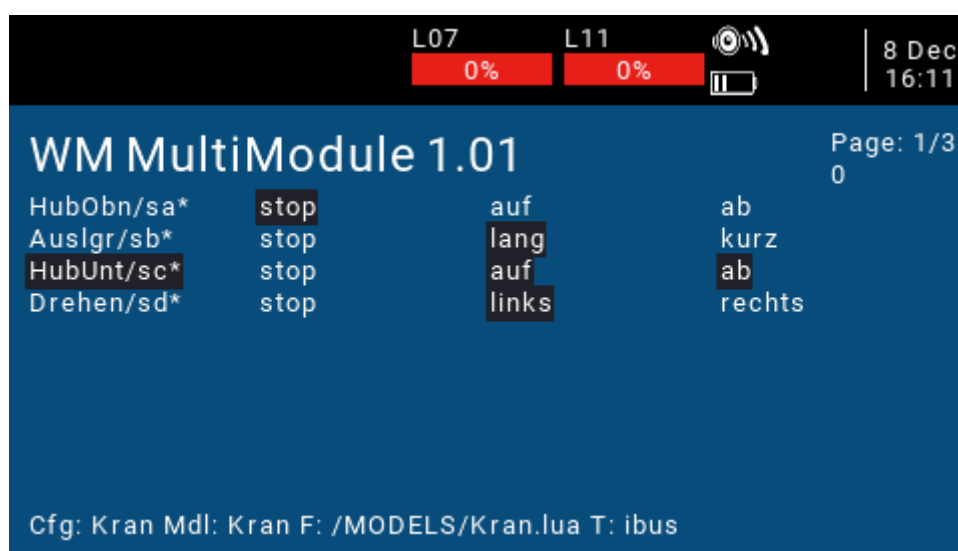 L07 L11
0% 0%
8 Dec
16:11
WM MultiModule 1.01
Page: 1/3
0
HubObn/sa* stop auf ab
Auslgr/sb* stop lang kurz
HubUnt/sc* stop auf ab
Drehen/sd* stop links rechts
Cfg: Kran Mdl: Kran F: /MODELS/Kran.lua T: ibus